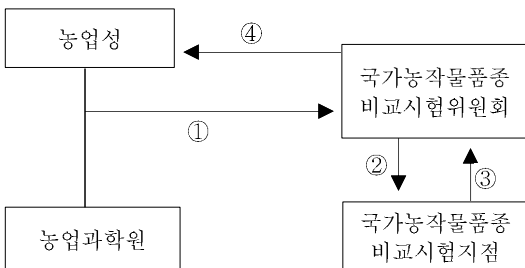 농업성
④
국가농작물품종
비교시험위원회
①
②
③
농업과학원
국가농작물품종
비교시험지점